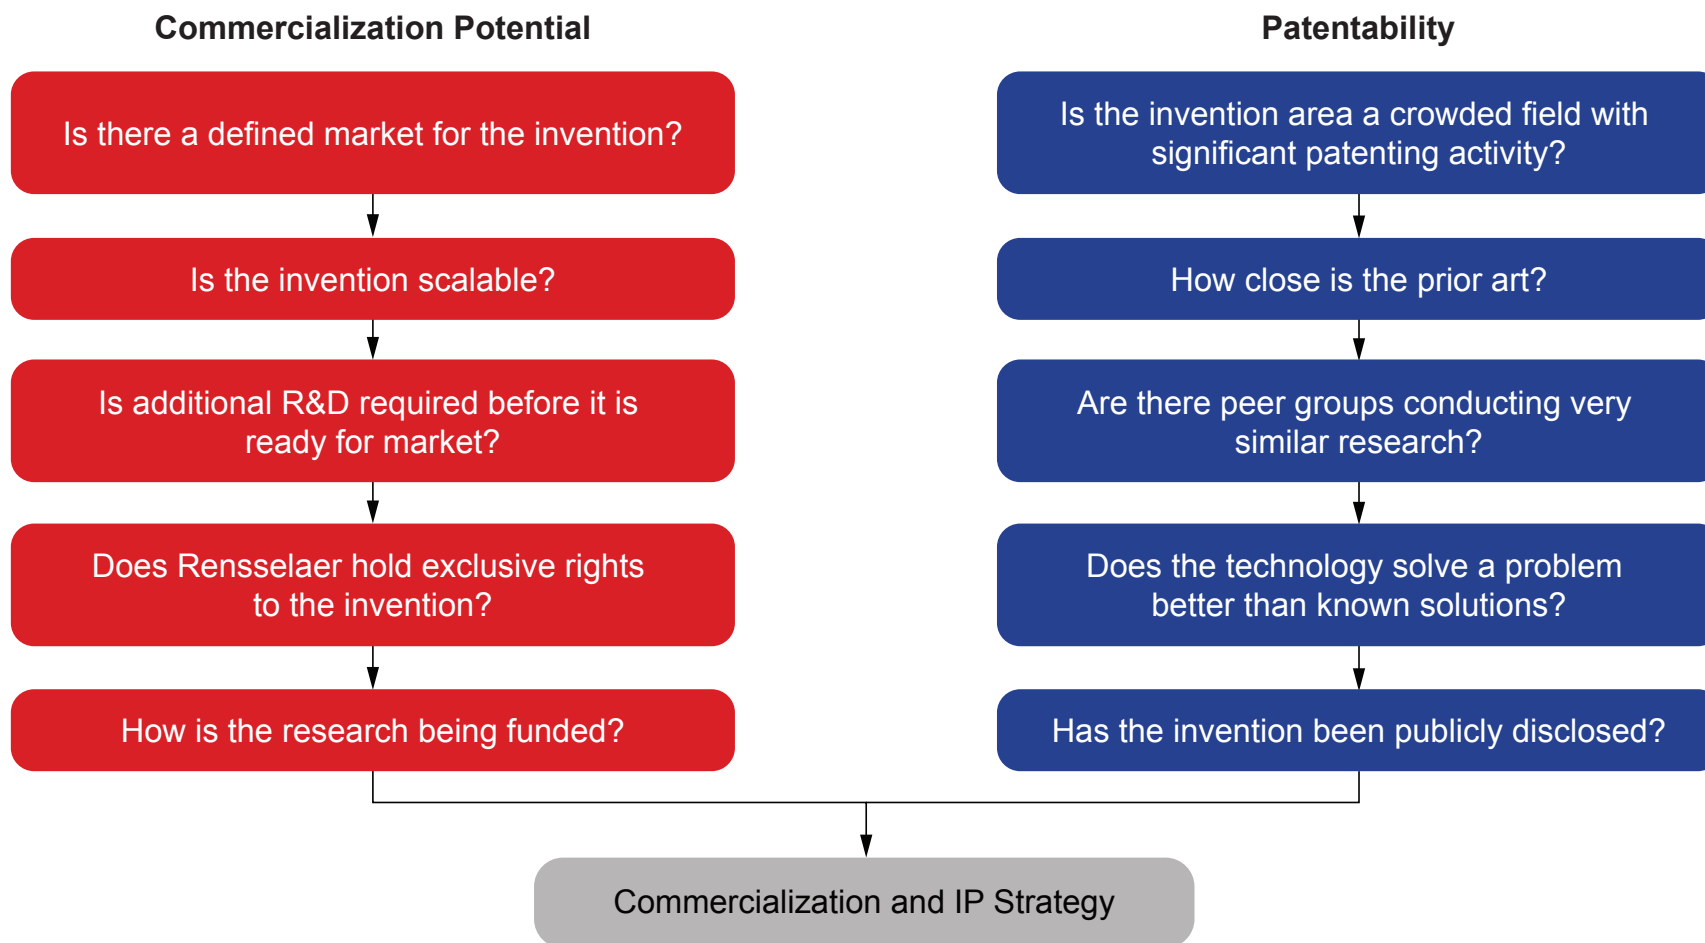 Commercialization Potential
Is there a defined market for the invention?
Is the invention scalable?
Is additional R&D required before it is
ready for market?
Does Rensselaer hold exclusive rights
to the invention?
How is the research being funded?
Patentability
Is the invention area a crowded field with
significant patenting activity?
How close is the prior art?
Are there peer groups conducting very
similar research?
Does the technology solve a problem
better than known solutions?
Has the invention been publicly disclosed?
Commercialization and IP Strategy